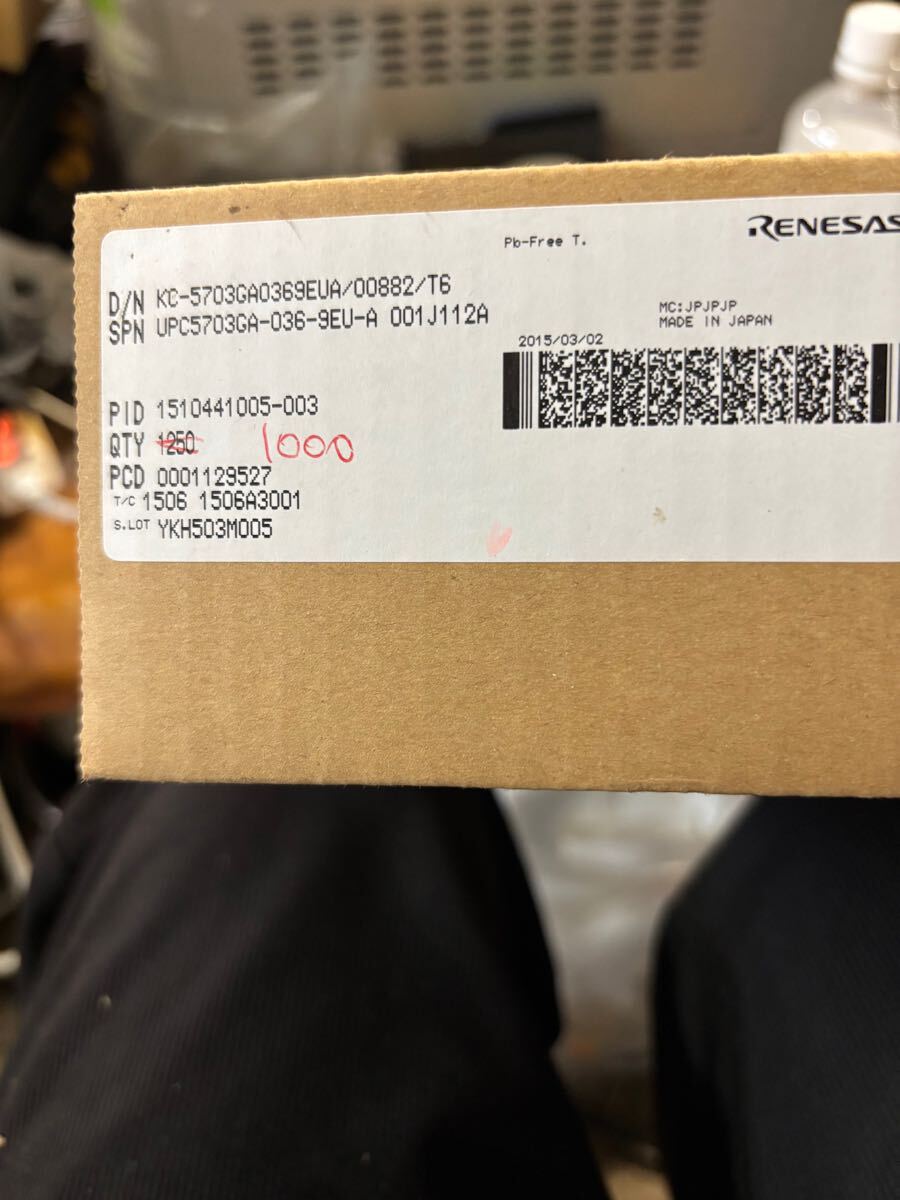 RENESAS
Pb-Free T.
D/N KC-5703GA0369EUA/00882/T6
SPN UPC5703GA-036-9EU-A 001J112A
MC:JPJPJP
MADE IN JAPAN
2015/03/02
PID 1510441005-003
QTY 1250 1000
PCD 0001129527
T/C 1506 1506A3001
S.LOT YKH503M005